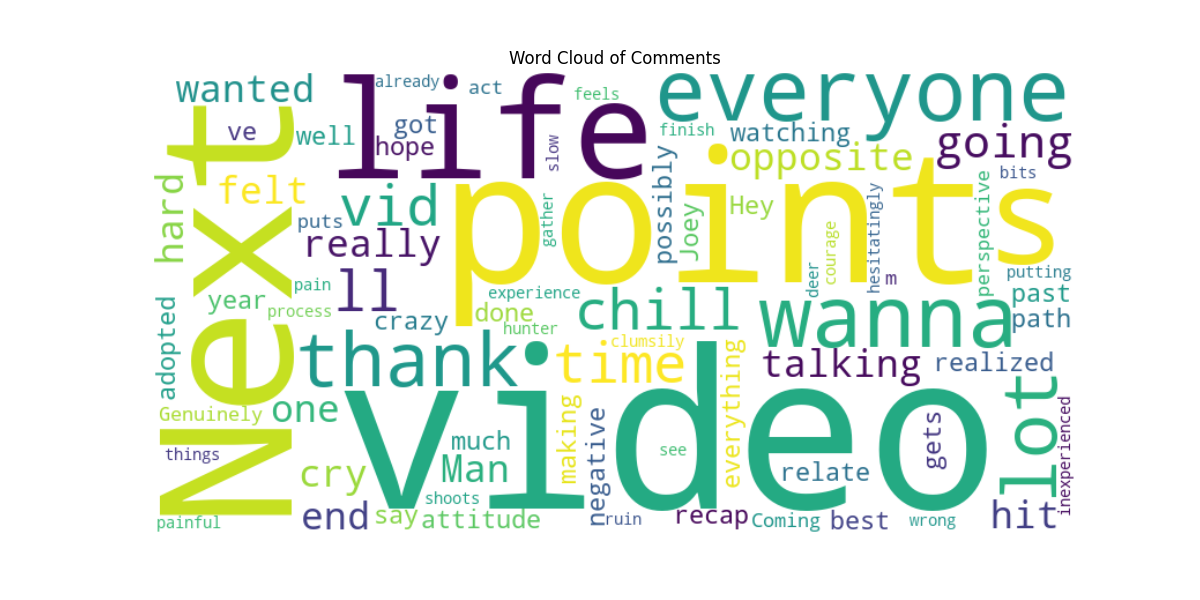 Word Cloud of Comments
wanted
life
already
act
feels
everyone
ve
well
got
hope
slow
finish
watching
going
Next
hard
felt
vid
puts
really
points
gather
possibly
Joey
opposite
Hey
bits
courage
deer
hesitatingly
m
perspective
putting
past
path
year
pain
process
ll
crazy
experience
done
hunter
chill
wanna
adopted
thank
time
clumsily
everything
talking
realized
lot
Genuinely
one
video
things
cry
much
Man
shoots
making
negative
see
relate
gets
inexperienced
painful
end
say
attitude
ruin
recap
Coming
best
wrong
hit